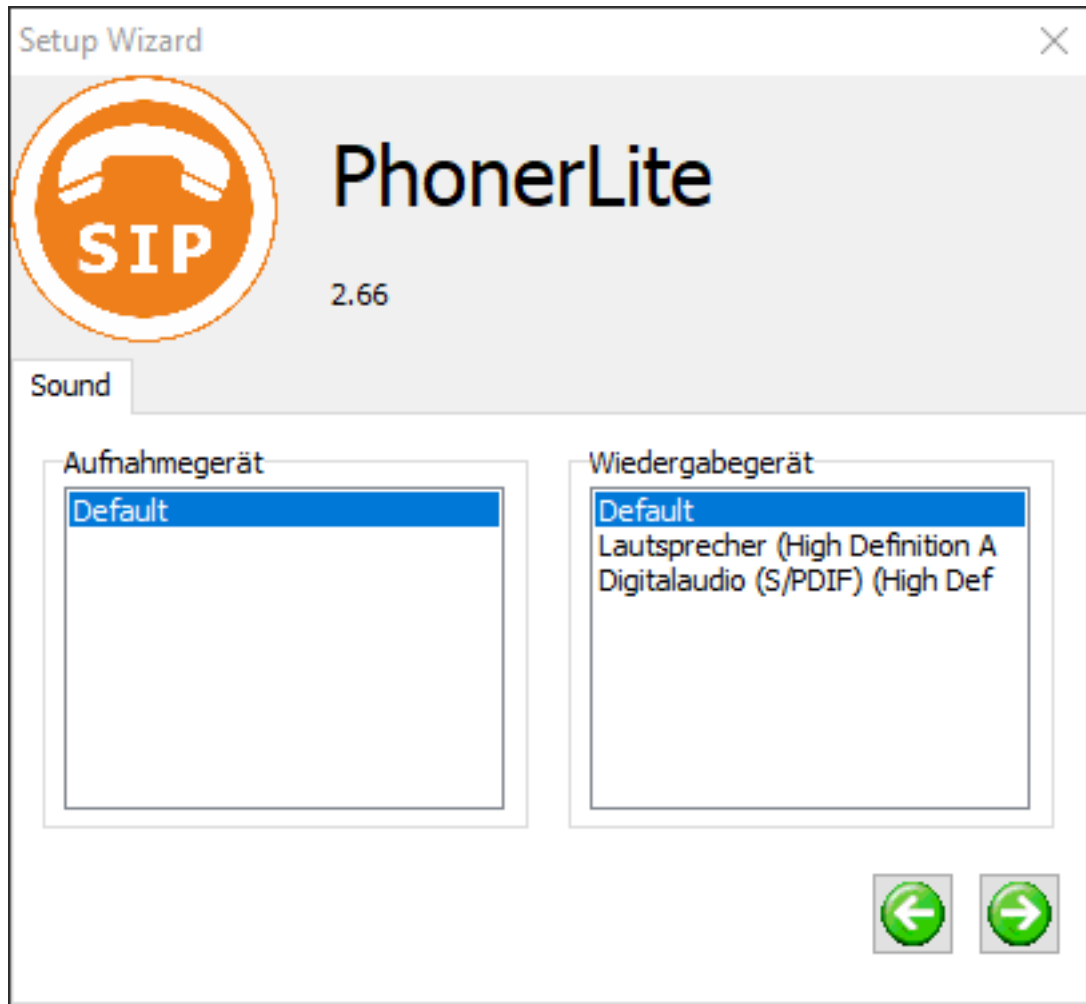 Setup Wizard
SIP
PhonerLite
2.66
Sound
Aufnahmegerät
Default
Wiedergabegerät
Default
Lautsprecher (High Definition A
Digitalaudio (S/PDIF) (High Def